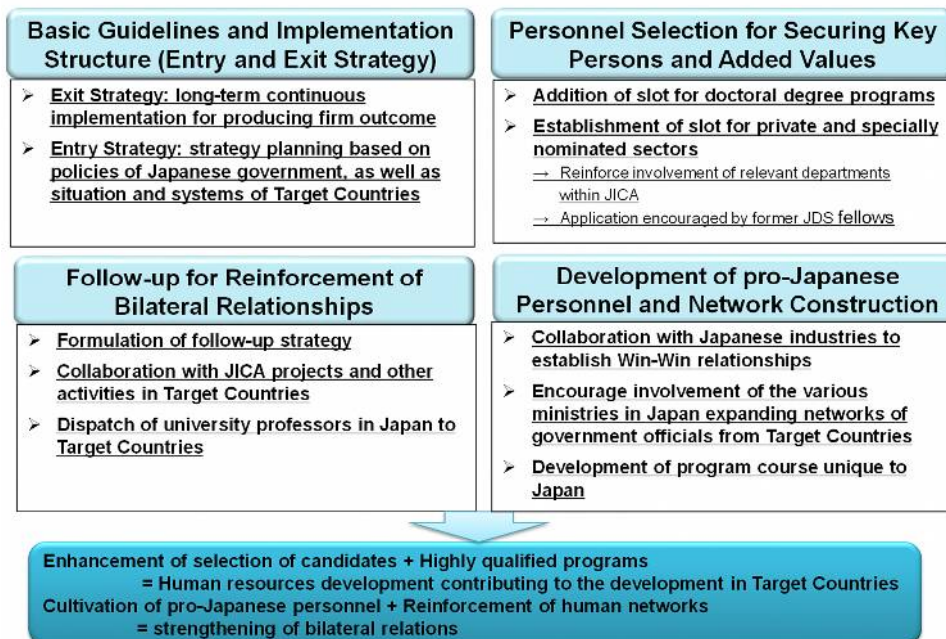 Basic Guidelines and Implementation
Structure (Entry and Exit Strategy)
➢ Exit Strategy: long-term continuous
implementation for producing firm outcome
➢ Entry Strategy: strategy planning based on
policies of Japanese government, as well as
situation and systems of Target Countries
Personnel Selection for Securing Key
Persons and Added Values
➢ Addition of slot for doctoral degree programs
➢ Establishment of slot for private and specially
nominated sectors
→ Reinforce involvement of relevant departments
within JICA
→ Application encouraged by former JDS fellows
Follow-up for Reinforcement of
Bilateral Relationships
➢ Formulation of follow-up strategy
➢ Collaboration with JICA projects and other
activities in Target Countries
➢ Dispatch of university professors in Japan to
Target Countries
Development of pro-Japanese
Personnel and Network Construction
➢ Collaboration with Japanese industries to
establish Win-Win relationships
➢ Encourage involvement of the various
ministries in Japan expanding networks of
government officials from Target Countries
➢ Development of program course unique to
Japan
Enhancement of selection of candidates + Highly qualified programs
= Human resources development contributing to the development in Target Countries
Cultivation of pro-Japanese personnel + Reinforcement of human networks
= strengthening of bilateral relations